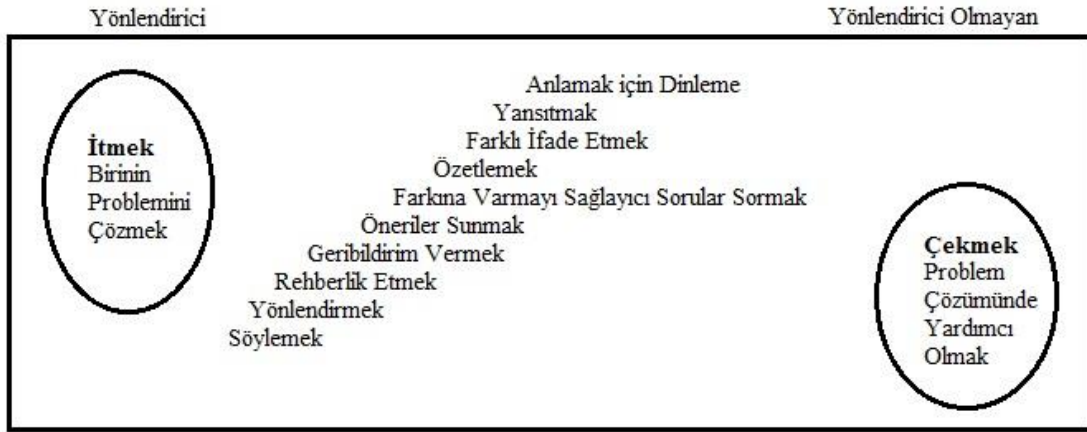 Yönlendirici
Yönlendirici Olmayan
İtmek
Birinin
Problemini
Çözmek
Anlamak için Dinleme
Yansıtmak
Farklı İfade Etmek
Özetlemek
Farkına Varmayı Sağlayıcı Sorular Sormak
Öneriler Sunmak
Geribildirim Vermek
Rehberlik Etmek
Yönlendirmek
Söylemek
Çekmek
Problem
Çözümünde
Yardımcı
Olmak